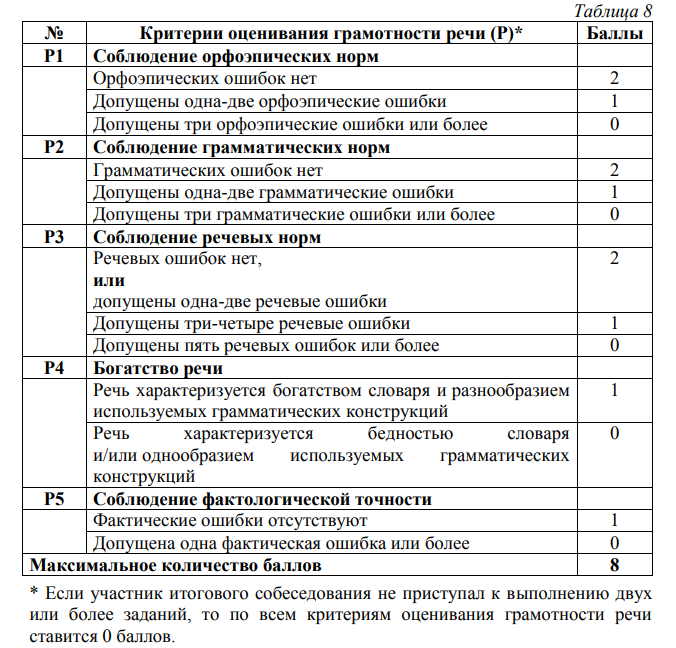 Таблица 8
№ Критерии оценивания грамотности речи (Р)* Баллы
Р1 Соблюдение орфоэпических норм
Орфоэпических ошибок нет 2
Допущены одна-две орфоэпические ошибки 1
Допущены три орфоэпические ошибки или более 0
Р2 Соблюдение грамматических норм
Грамматических ошибок нет 2
Допущены одна-две грамматические ошибки 1
Допущены три грамматические ошибки или более 0
Р3 Соблюдение речевых норм
Речевых ошибок нет, 2
или
допущены одна-две речевые ошибки
Допущены три-четыре речевые ошибки 1
Допущены пять речевых ошибок или более 0
Р4 Богатство речи
Речь характеризуется богатством словаря и разнообразием 1
используемых грамматических конструкций
Речь характеризуется бедностью словаря 0
и/или однообразием используемых грамматических
конструкций
Р5 Соблюдение фактологической точности
Фактические ошибки отсутствуют 1
Допущена одна фактическая ошибка или более 0
Максимальное количество баллов 8
* Если участник итогового собеседования не приступал к выполнению двух
или более заданий, то по всем критериям оценивания грамотности речи
ставится 0 баллов.